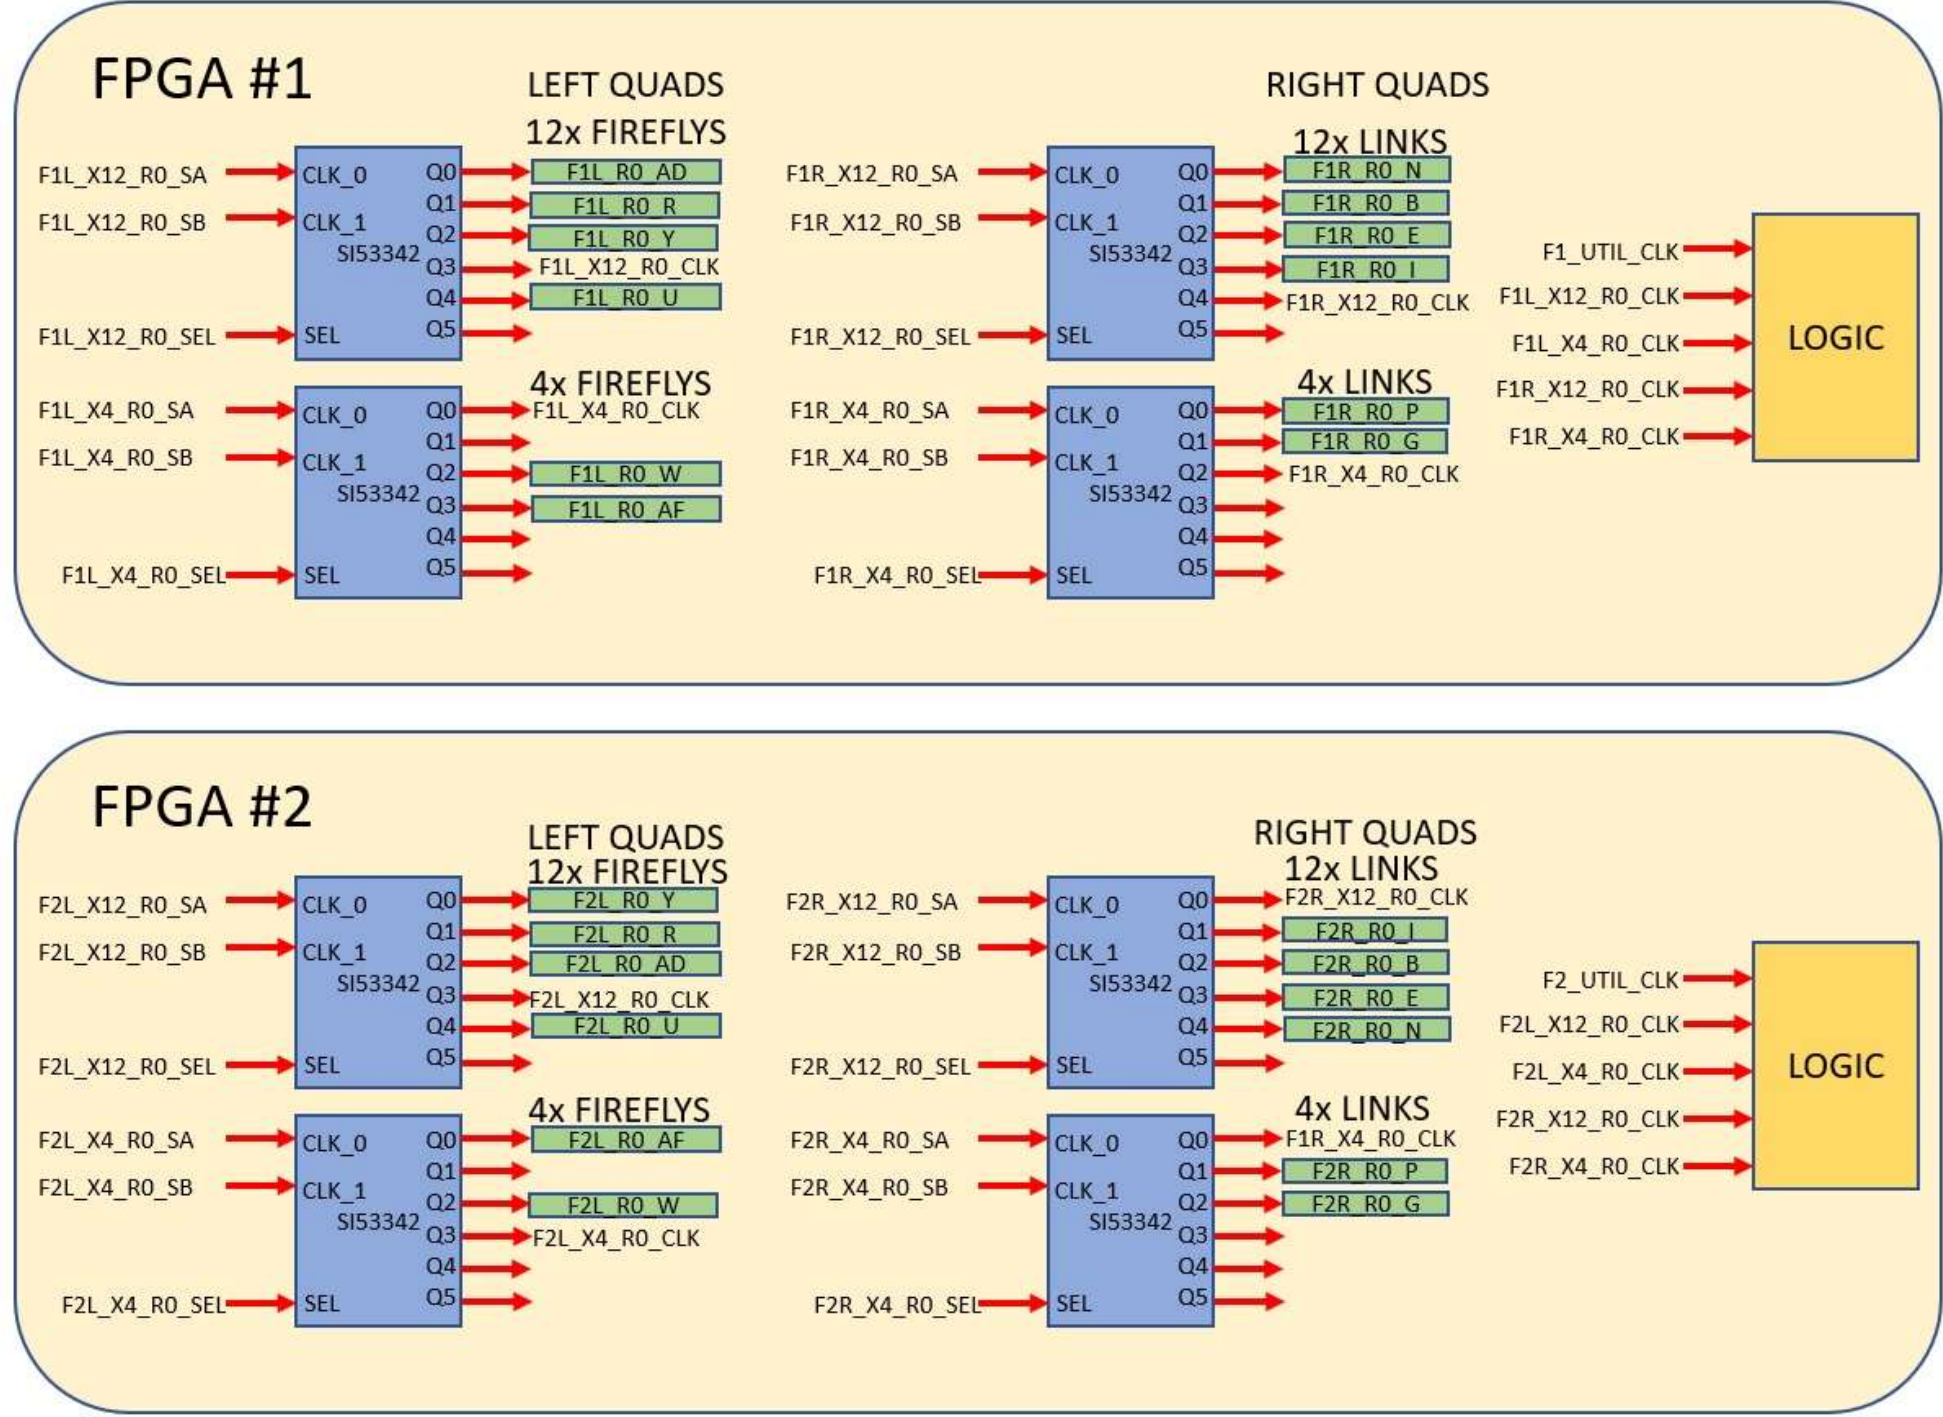 FPGA #1
LEFT QUADS
12x FIREFLYS
F1L_X12_R0_SA
F1L_X12_R0_SB
F1L_X12_R0_SEL
CLK_0
CLK_1
SI53342
SEL
Q0
Q1
Q2
Q3
Q4
Q5
F1L_R0_AD
F1L_R0_R
F1L_R0_Y
F1L_X12_R0_CLK
F1L_R0_U
4x FIREFLYS
F1L_X4_R0_SA
F1L_X4_R0_SB
F1L_X4_R0_SEL
CLK_0
CLK_1
SI53342
SEL
Q0
Q1
Q2
Q3
Q4
Q5
F1L_X4_R0_CLK
F1L_R0_W
F1L_R0_AF
RIGHT QUADS
12x LINKS
F1R_X12_R0_SA
F1R_X12_R0_SB
F1R_X12_R0_SEL
CLK_0
CLK_1
SI53342
SEL
Q0
Q1
Q2
Q3
Q4
Q5
F1R_R0_N
F1R_R0_B
F1R_R0_E
F1R_R0_I
F1R_X12_R0_CLK
4x LINKS
F1R_X4_R0_SA
F1R_X4_R0_SB
F1R_X4_R0_SEL
CLK_0
CLK_1
SI53342
SEL
Q0
Q1
Q2
Q3
Q4
Q5
F1R_R0_P
F1R_R0_G
F1R_X4_R0_CLK
F1_UTIL_CLK
F1L_X12_R0_CLK
F1L_X4_R0_CLK
F1R_X12_R0_CLK
F1R_X4_R0_CLK
LOGIC
FPGA #2
LEFT QUADS
12x FIREFLYS
F2L_X12_R0_SA
F2L_X12_R0_SB
F2L_X12_R0_SEL
CLK_0
CLK_1
SI53342
SEL
Q0
Q1
Q2
Q3
Q4
Q5
F2L_R0_Y
F2L_R0_R
F2L_R0_AD
F2L_X12_R0_CLK
F2L_R0_U
4x FIREFLYS
F2L_X4_R0_SA
F2L_X4_R0_SB
F2L_X4_R0_SEL
CLK_0
CLK_1
SI53342
SEL
Q0
Q1
Q2
Q3
Q4
Q5
F2L_R0_AF
F2L_R0_W
F2L_X4_R0_CLK
RIGHT QUADS
12x LINKS
F2R_X12_R0_SA
F2R_X12_R0_SB
F2R_X12_R0_SEL
CLK_0
CLK_1
SI53342
SEL
Q0
Q1
Q2
Q3
Q4
Q5
F2R_X12_R0_CLK
F2R_R0_I
F2R_R0_B
F2R_R0_E
F2R_R0_N
4x LINKS
F2R_X4_R0_SA
F2R_X4_R0_SB
F2R_X4_R0_SEL
CLK_0
CLK_1
SI53342
SEL
Q0
Q1
Q2
Q3
Q4
Q5
F1R_X4_R0_CLK
F2R_R0_P
F2R_R0_G
F2_UTIL_CLK
F2L_X12_R0_CLK
F2L_X4_R0_CLK
F2R_X12_R0_CLK
F2R_X4_R0_CLK
LOGIC